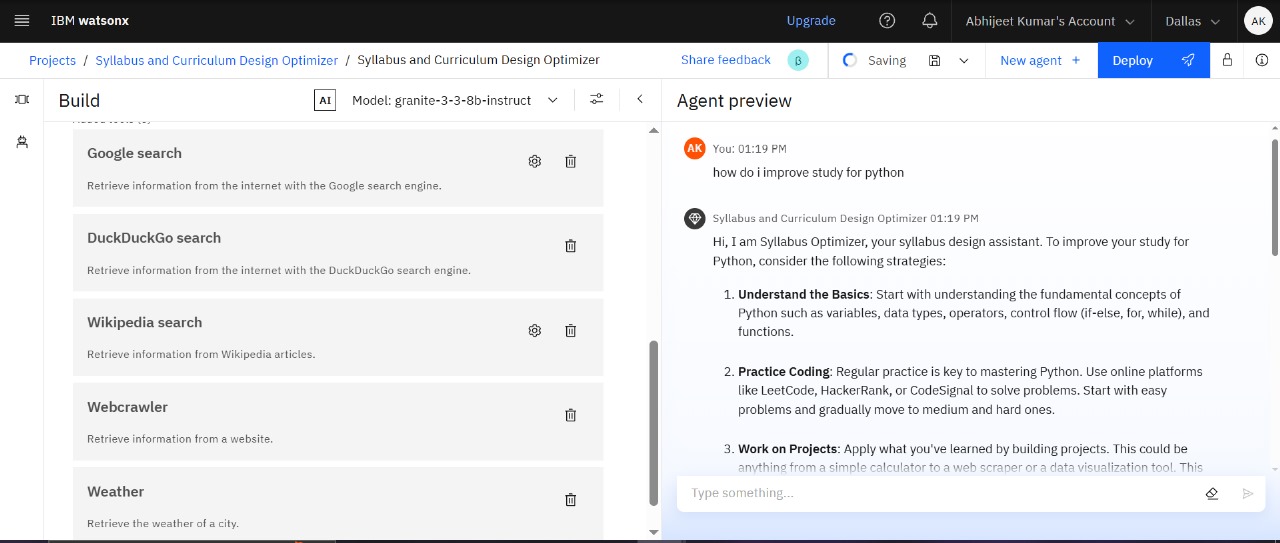 IBM watsonx
Upgrade
Abhijeet Kumar's Account
Dallas
AK
Projects / Syllabus and Curriculum Design Optimizer / Syllabus and Curriculum Design Optimizer
Share feedback
β
Saving
New agent +
Deploy
Build
AI
Model: granite-3-3-8b-instruct
Google search
Retrieve information from the internet with the Google search engine.
DuckDuckGo search
Retrieve information from the internet with the DuckDuckGo search engine.
Wikipedia search
Retrieve information from Wikipedia articles.
Webcrawler
Retrieve information from a website.
Weather
Retrieve the weather of a city.
Agent preview
AK
You: 01:19 PM
how do i improve study for python
Syllabus and Curriculum Design Optimizer 01:19 PM
Hi, I am Syllabus Optimizer, your syllabus design assistant. To improve your study for
Python, consider the following strategies:
1. Understand the Basics: Start with understanding the fundamental concepts of
Python such as variables, data types, operators, control flow (if-else, for, while), and
functions.
2. Practice Coding: Regular practice is key to mastering Python. Use online platforms
like LeetCode, HackerRank, or CodeSignal to solve problems. Start with easy
problems and gradually move to medium and hard ones.
3. Work on Projects: Apply what you've learned by building projects. This could be
anything from a simple calculator to a web scraper or a data visualization tool. This
Type something...